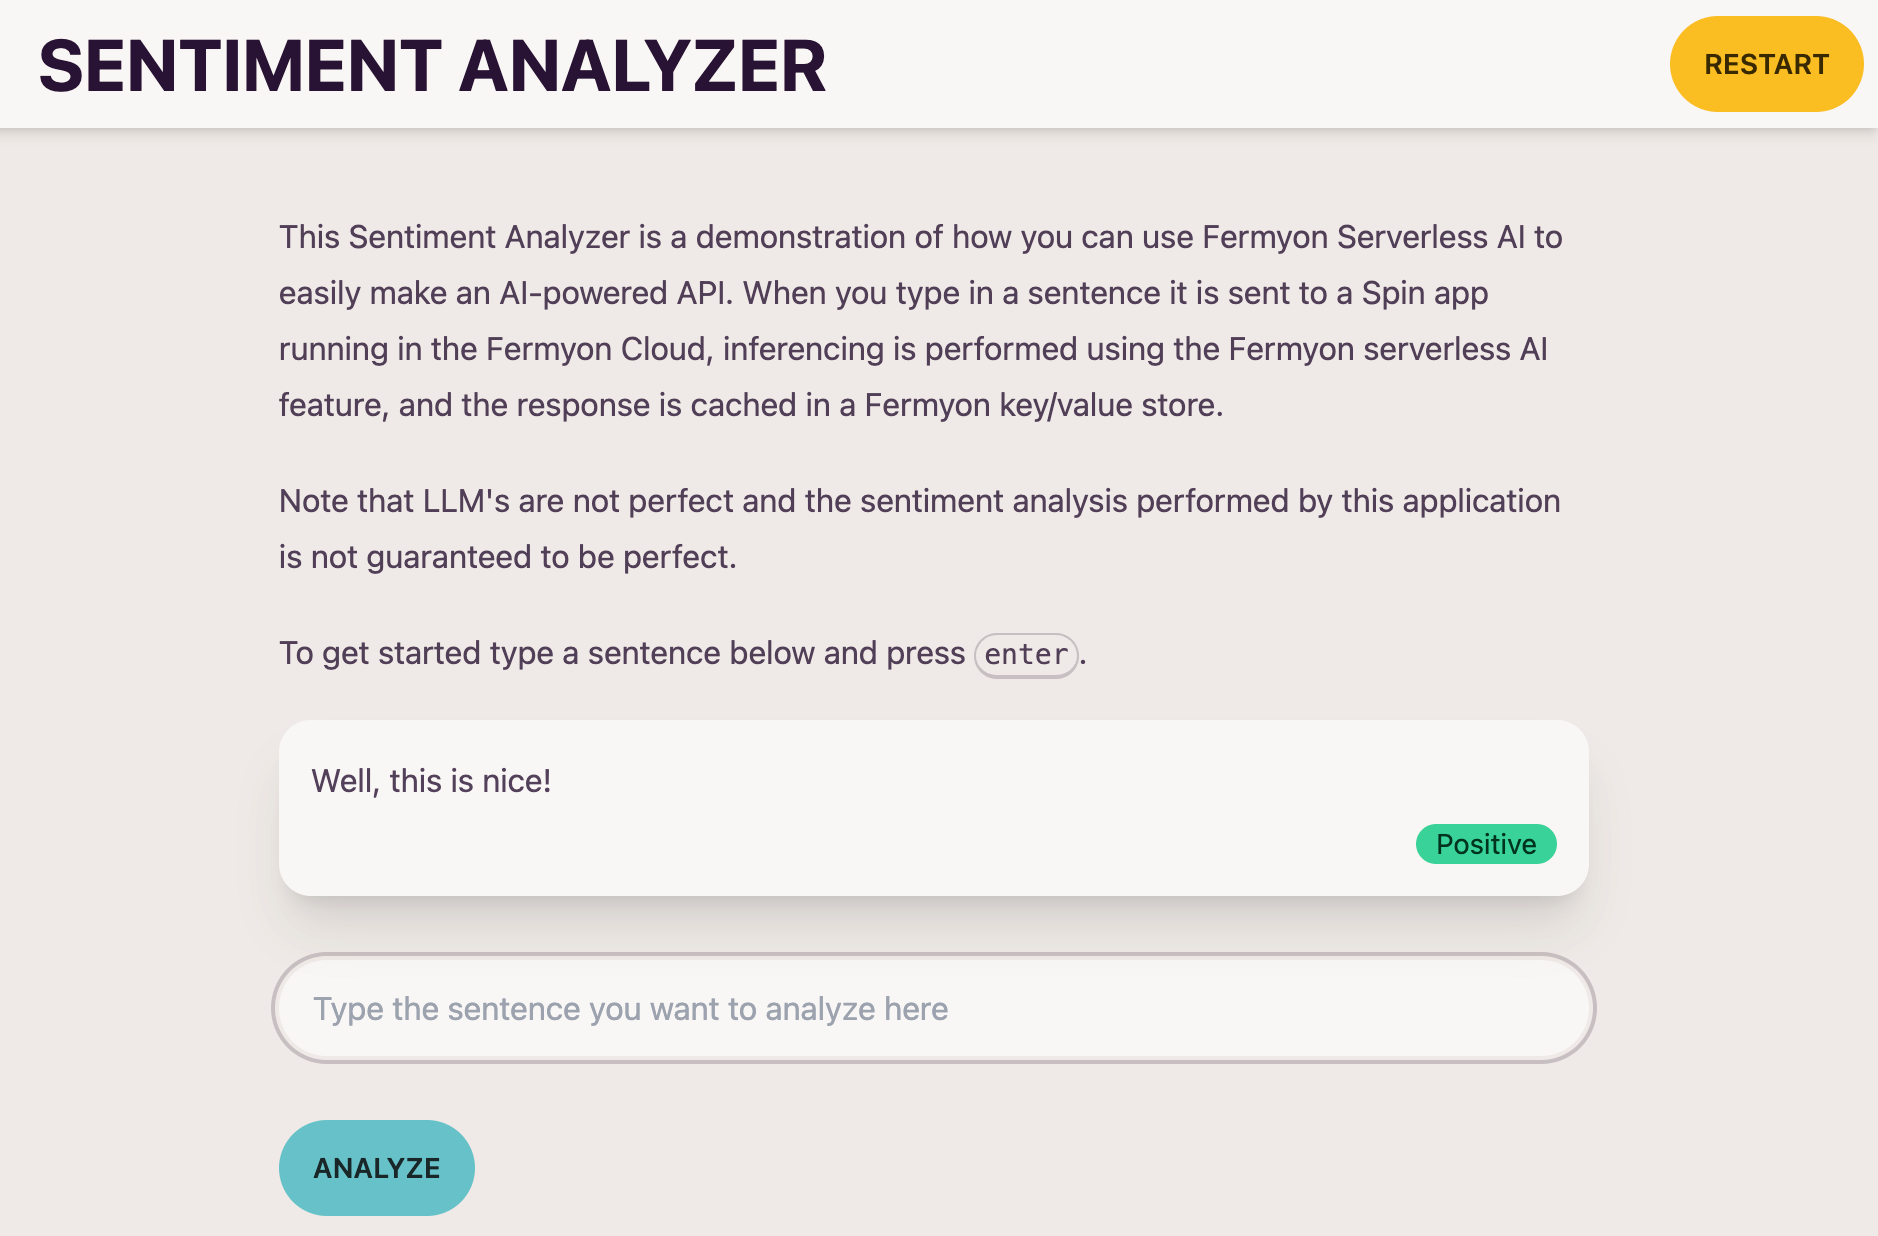 SENTIMENT ANALYZER
RESTART
This Sentiment Analyzer is a demonstration of how you can use Fermyon Serverless AI to
easily make an AI-powered API. When you type in a sentence it is sent to a Spin app
running in the Fermyon Cloud, inferencing is performed using the Fermyon serverless AI
feature, and the response is cached in a Fermyon key/value store.
Note that LLM's are not perfect and the sentiment analysis performed by this application
is not guaranteed to be perfect.
To get started type a sentence below and press enter.
Well, this is nice!
Positive
Type the sentence you want to analyze here
ANALYZE